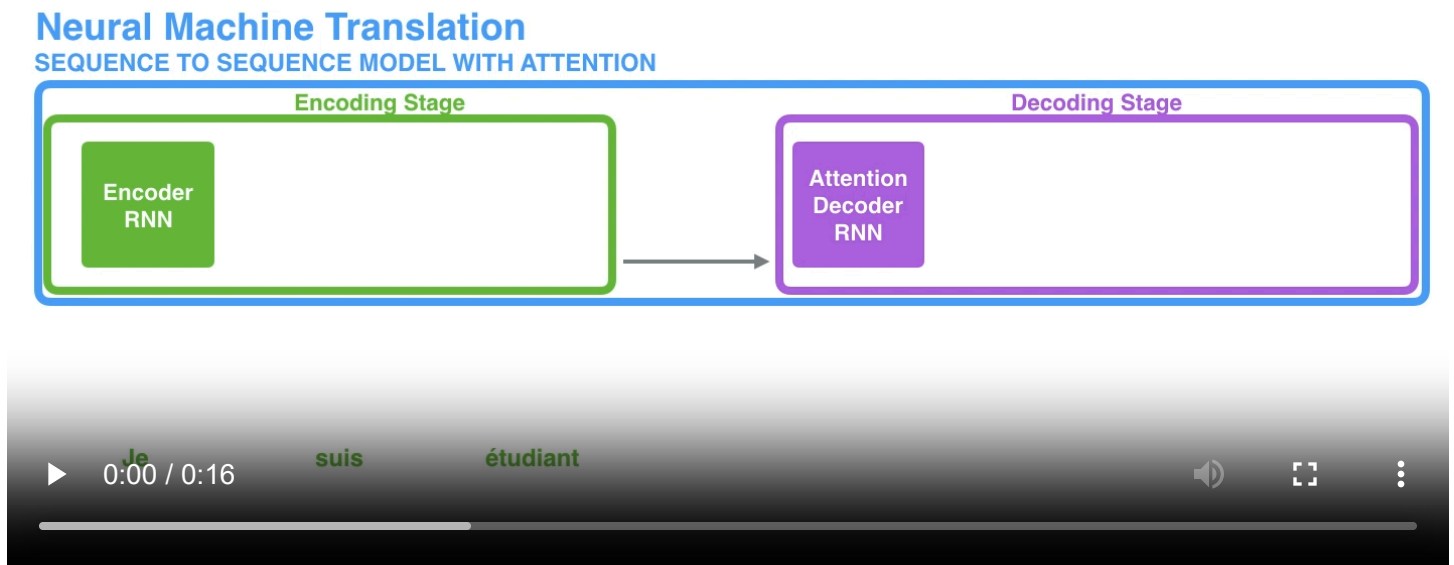 Neural Machine Translation
SEQUENCE TO SEQUENCE MODEL WITH ATTENTION
Encoding Stage
Decoding Stage
Encoder
RNN
Attention
Decoder
RNN
Je suis étudiant
0:00 / 0:16